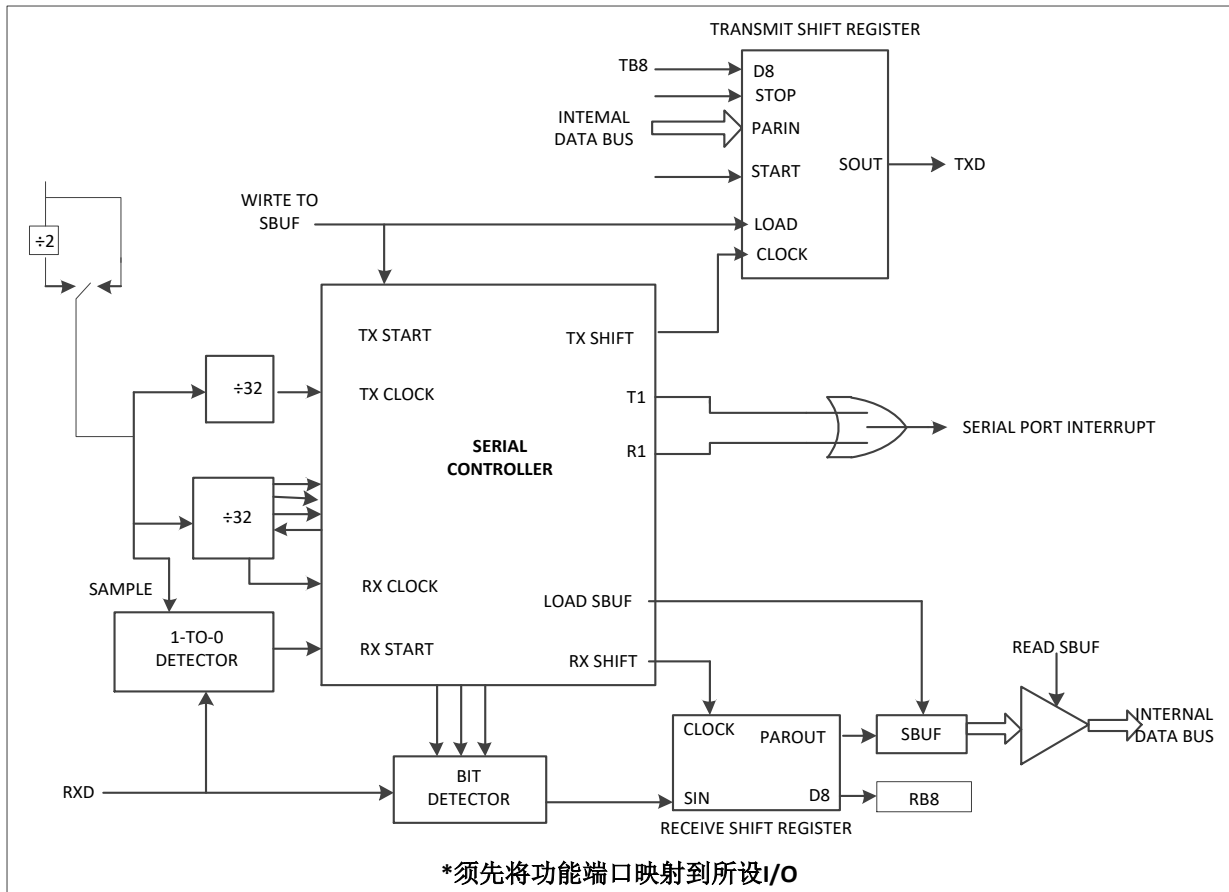 TRANSMIT SHIFT REGISTER
TB8
D8
STOP
INTEMAL
DATA BUS
PARIN
START
SOUT
TXD
WIRTE TO
SBUF
LOAD
CLOCK
÷2
TX START
TX SHIFT
÷32
TX CLOCK
T1
SERIAL
CONTROLLER
R1
SERIAL PORT INTERRUPT
÷32
SAMPLE
RX CLOCK
LOAD SBUF
1-TO-0
DETECTOR
RX START
RX SHIFT
READ SBUF
CLOCK
PAROUT
SBUF
INTERNAL
DATA BUS
RXD
BIT
DETECTOR
SIN
D8
RB8
RECEIVE SHIFT REGISTER
*须先将功能端口映射到所设I/O